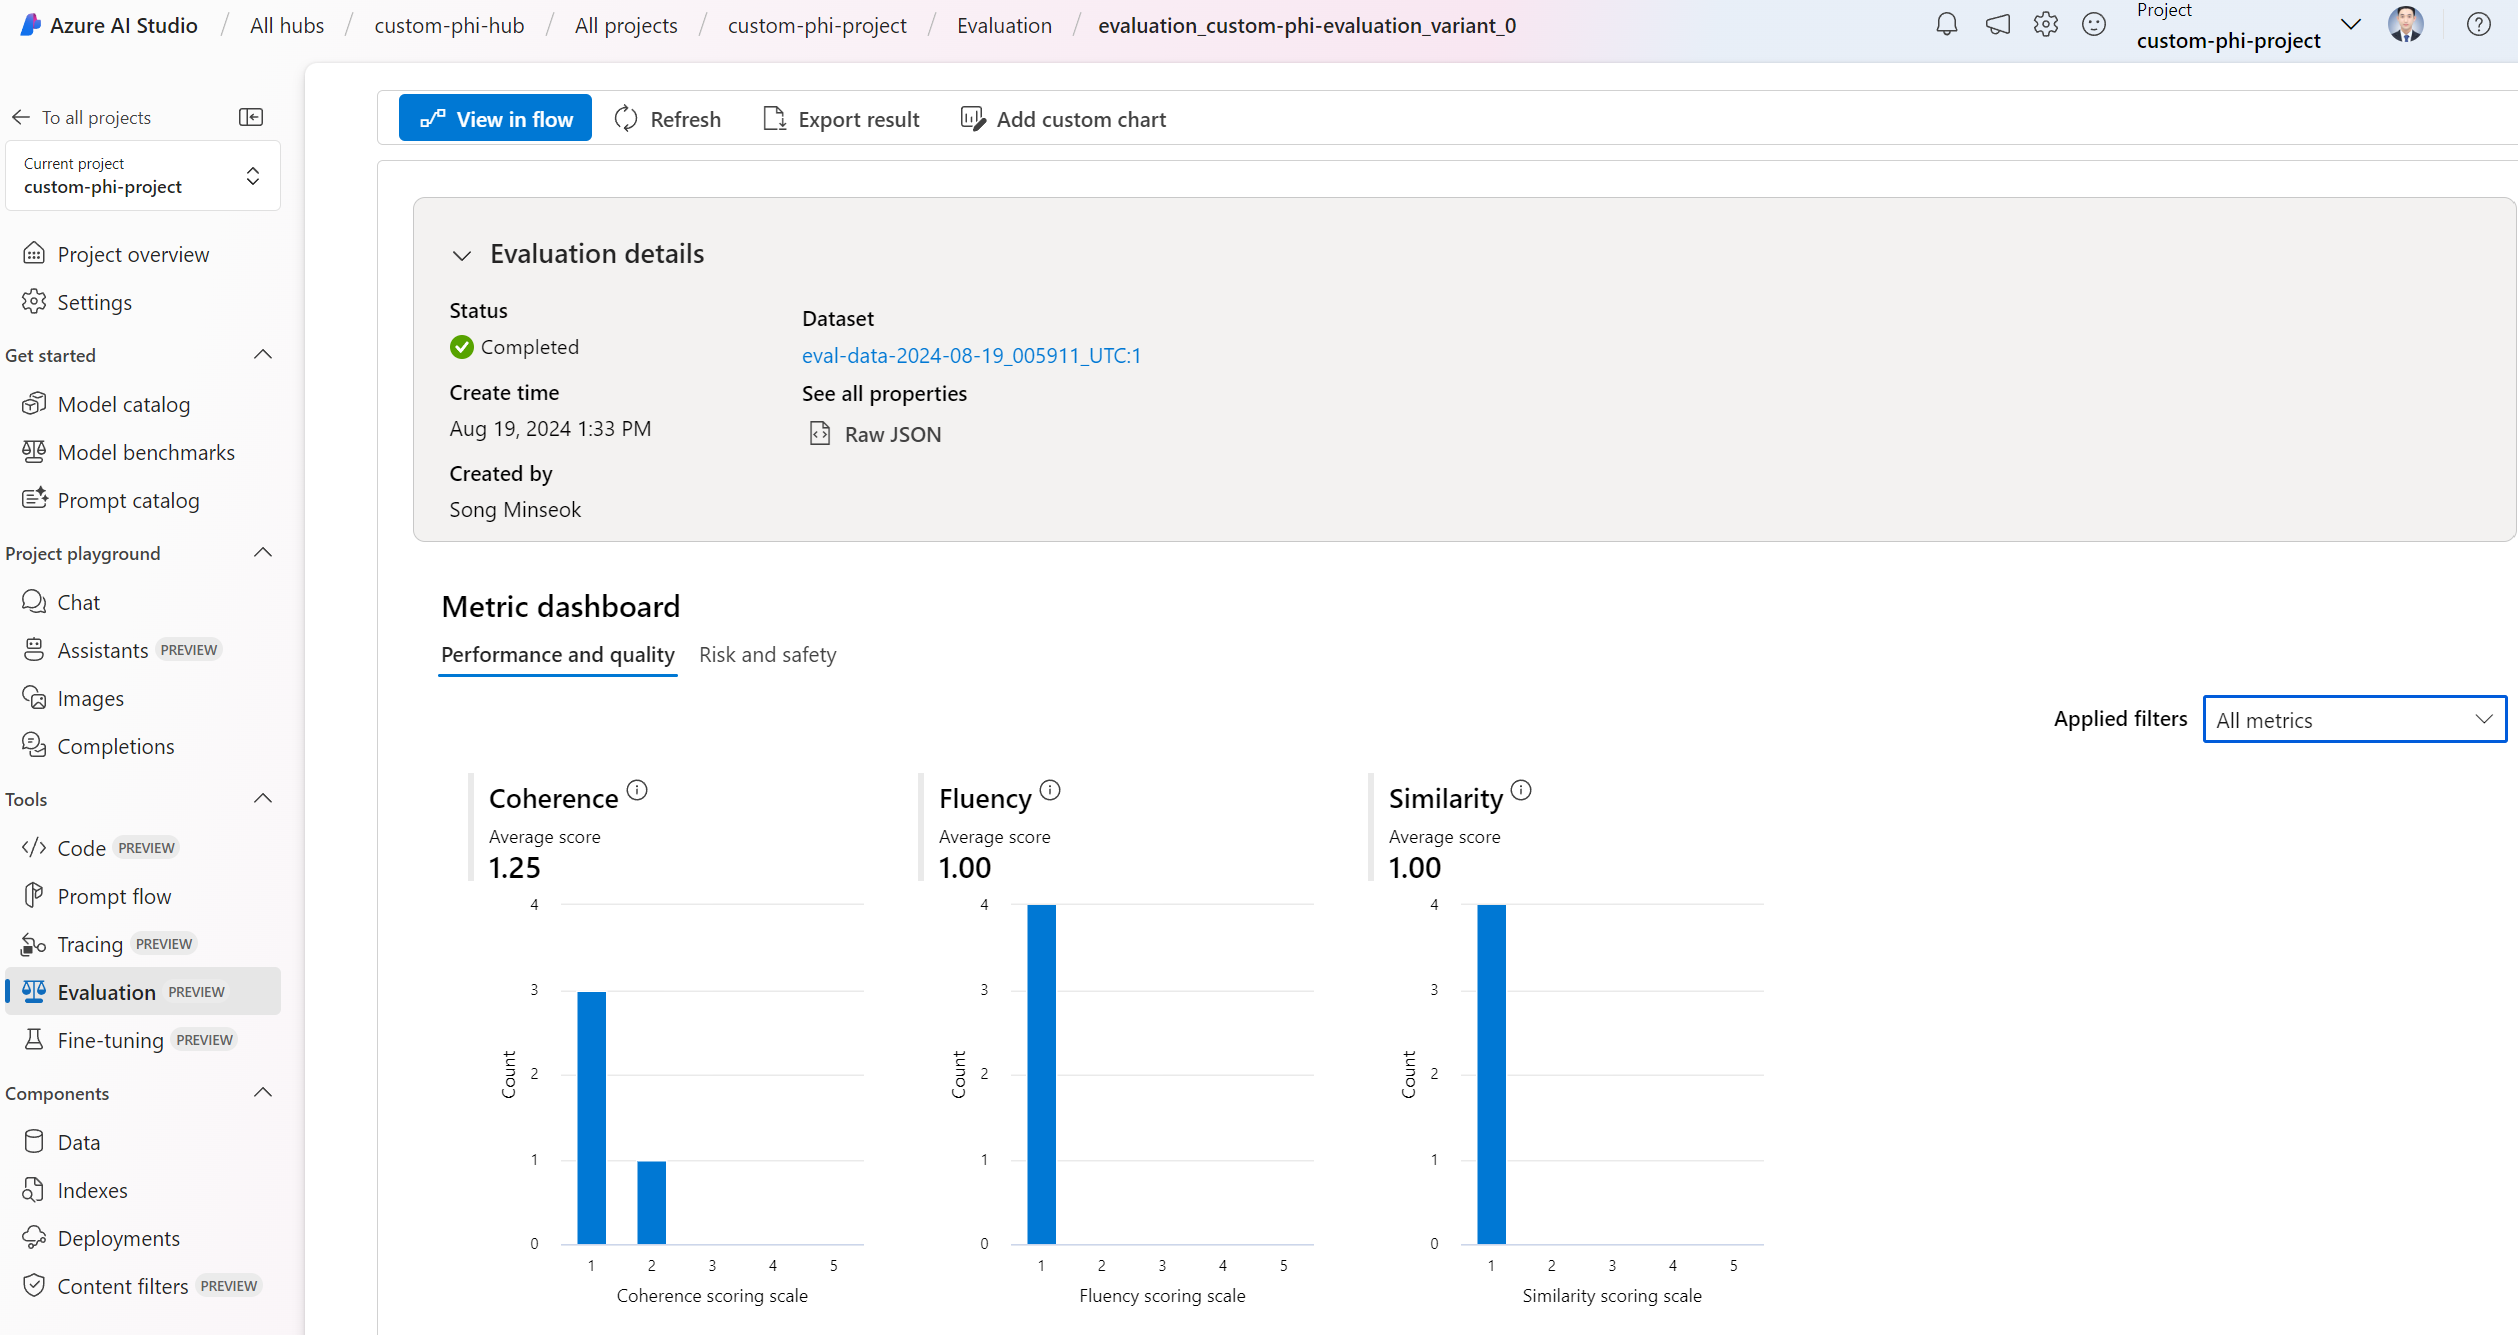 Azure AI Studio / All hubs / custom-phi-hub / All projects / custom-phi-project / Evaluation / evaluation_custom-phi-evaluation_variant_0
Project
custom-phi-project
To all projects
Current project
custom-phi-project
Project overview
Settings
Get started
Model catalog
Model benchmarks
Prompt catalog
Project playground
Chat
Assistants PREVIEW
Images
Completions
Tools
Code PREVIEW
Prompt flow
Tracing PREVIEW
Evaluation PREVIEW
Fine-tuning PREVIEW
Components
Data
Indexes
Deployments
Content filters PREVIEW
View in flow Refresh Export result Add custom chart
Evaluation details
Status
Completed
Create time
Aug 19, 2024 1:33 PM
Created by
Song Minseok
Dataset
eval-data-2024-08-19_005911_UTC:1
See all properties
Raw JSON
Metric dashboard
Performance and quality Risk and safety
Applied filters All metrics
Coherence
Average score
1.25
4
3
2
1
0
Count
1 2 3 4 5
Coherence scoring scale
Fluency
Average score
1.00
4
3
2
1
0
Count
1 2 3 4 5
Fluency scoring scale
Similarity
Average score
1.00
4
3
2
1
0
Count
1 2 3 4 5
Similarity scoring scale